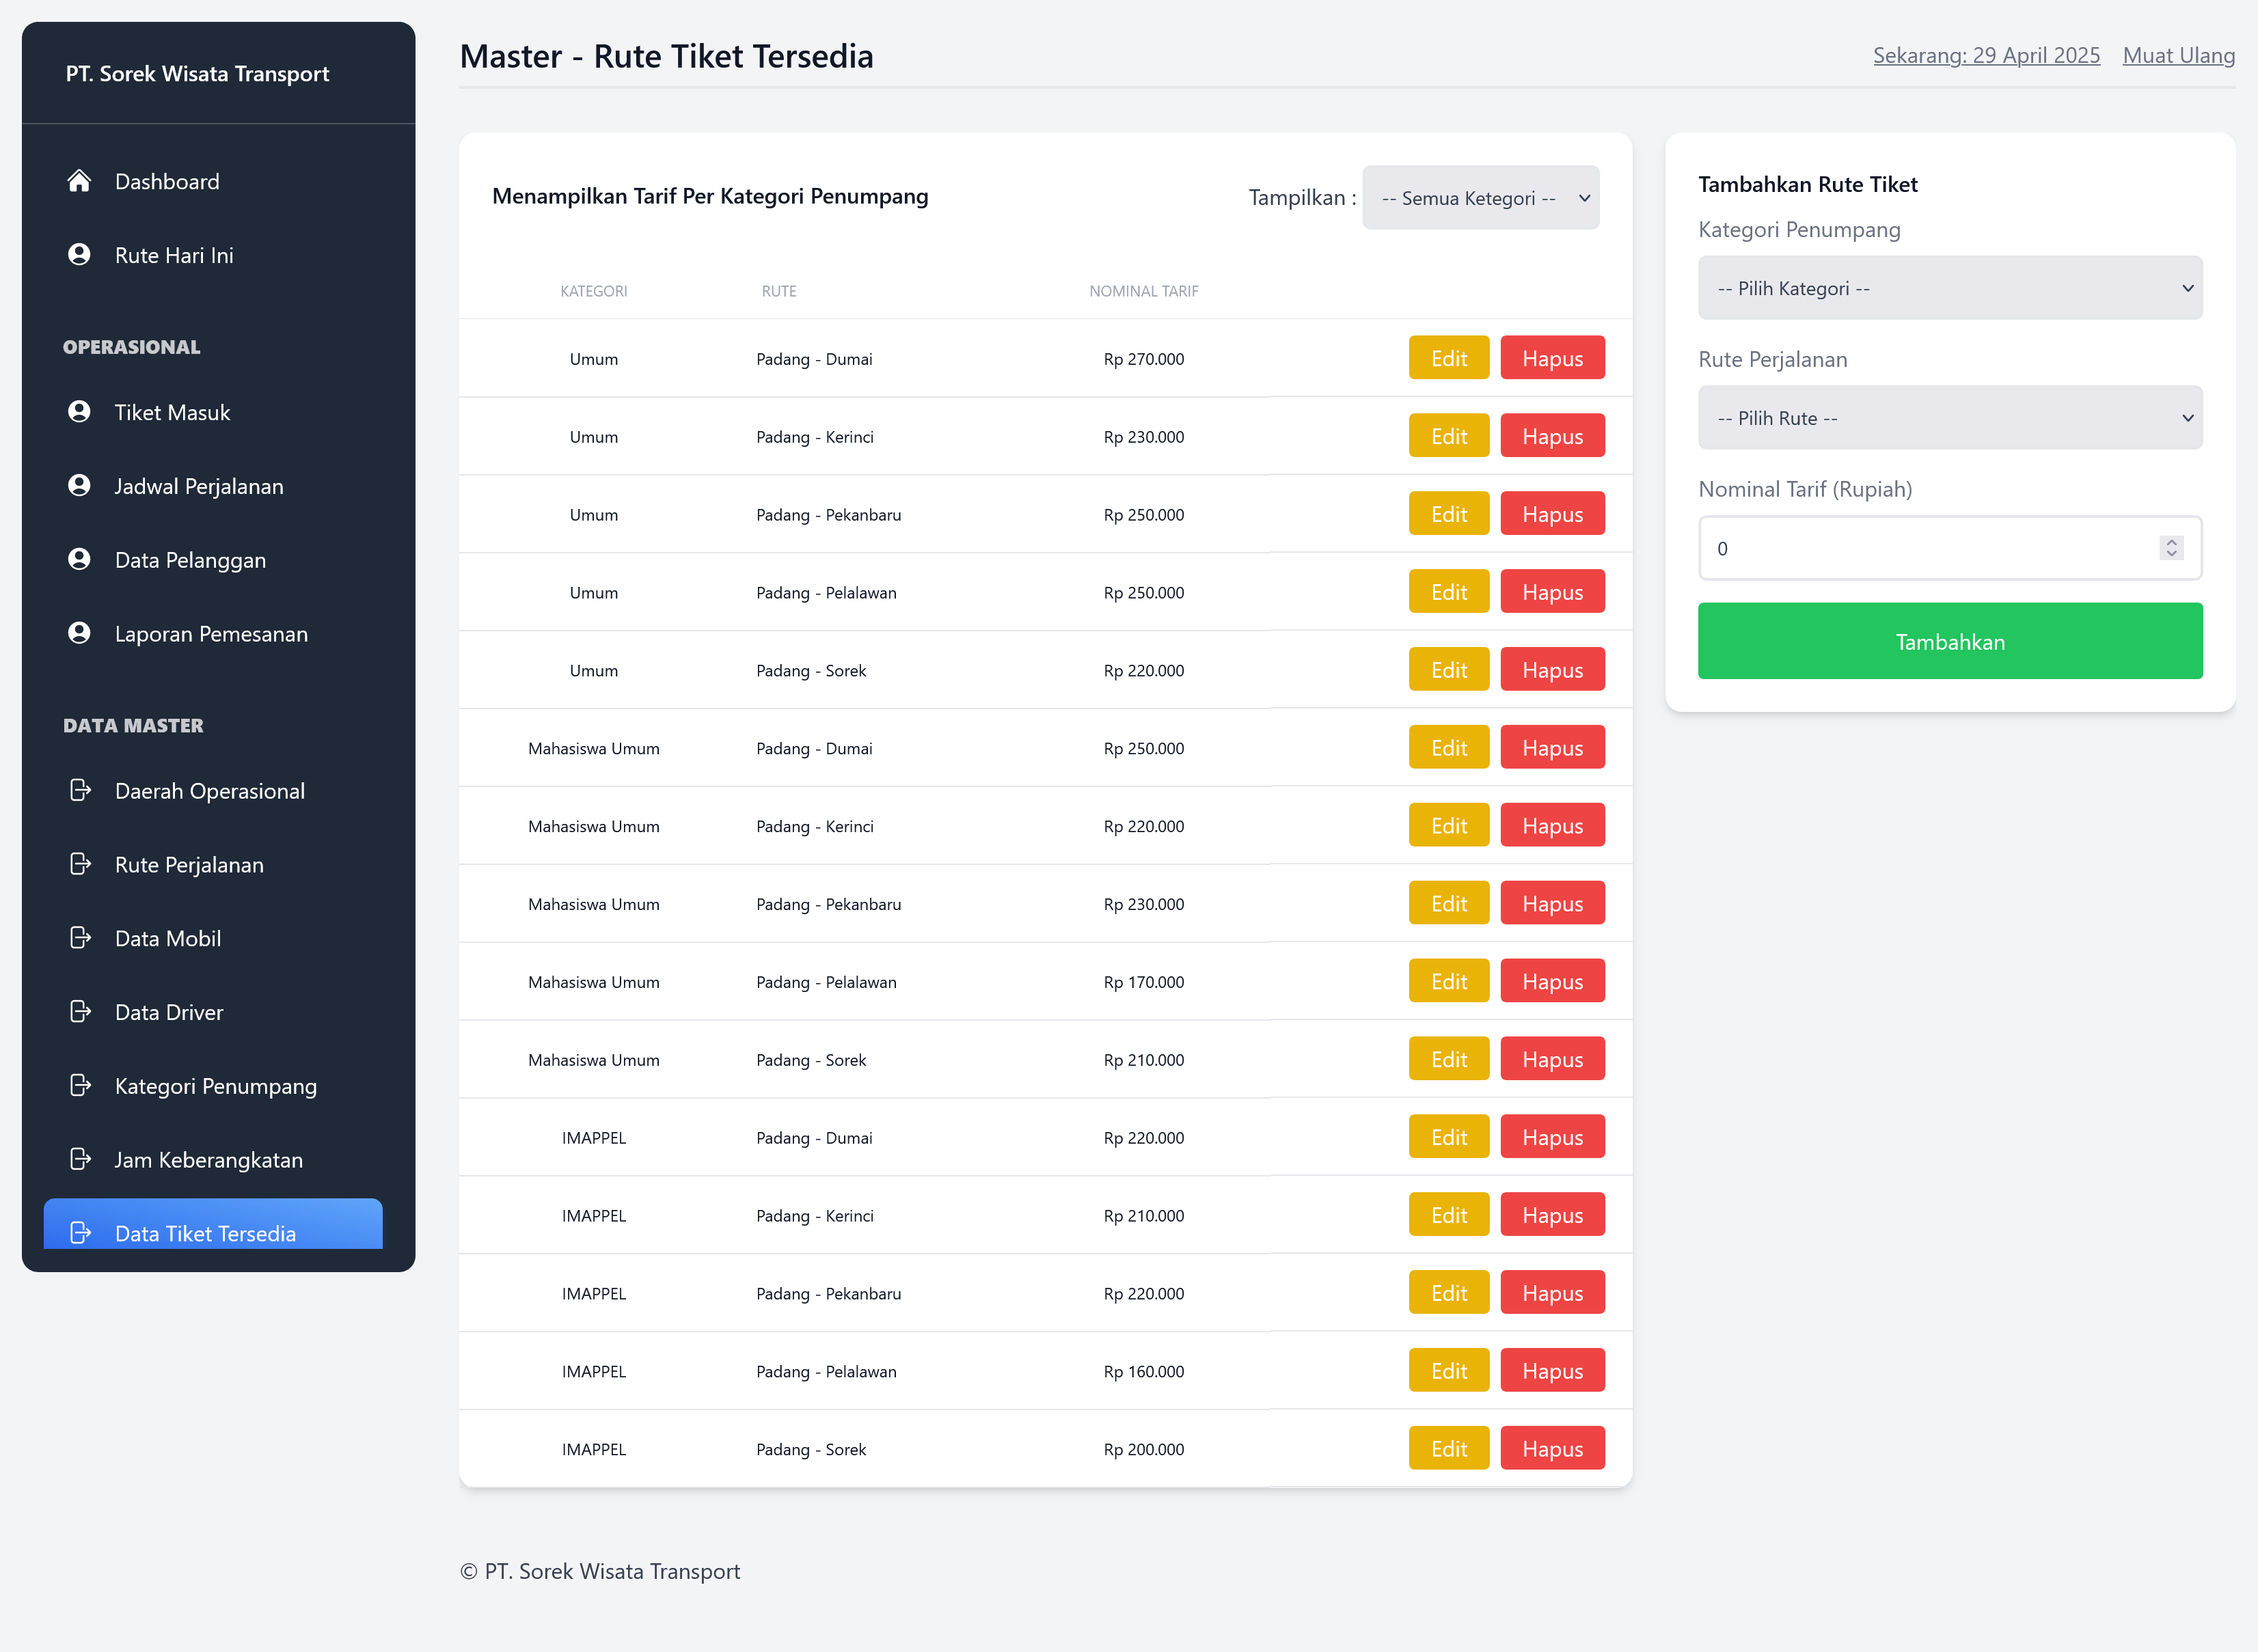 PT. Sorek Wisata Transport
Dashboard
Rute Hari Ini
OPERASIONAL
Tiket Masuk
Jadwal Perjalanan
Data Pelanggan
Laporan Pemesanan
DATA MASTER
Daerah Operasional
Rute Perjalanan
Data Mobil
Data Driver
Kategori Penumpang
Jam Keberangkatan
Data Tiket Tersedia
Master - Rute Tiket Tersedia
Sekarang: 29 April 2025 Muat Ulang
Menampilkan Tarif Per Kategori Penumpang
Tampilkan : -- Semua Ketegori --
KATEGORI RUTE NOMINAL TARIF
Umum Padang - Dumai Rp 270.000 Edit Hapus
Umum Padang - Kerinci Rp 230.000 Edit Hapus
Umum Padang - Pekanbaru Rp 250.000 Edit Hapus
Umum Padang - Pelalawan Rp 250.000 Edit Hapus
Umum Padang - Sorek Rp 220.000 Edit Hapus
Mahasiswa Umum Padang - Dumai Rp 250.000 Edit Hapus
Mahasiswa Umum Padang - Kerinci Rp 220.000 Edit Hapus
Mahasiswa Umum Padang - Pekanbaru Rp 230.000 Edit Hapus
Mahasiswa Umum Padang - Pelalawan Rp 170.000 Edit Hapus
Mahasiswa Umum Padang - Sorek Rp 210.000 Edit Hapus
IMAPPEL Padang - Dumai Rp 220.000 Edit Hapus
IMAPPEL Padang - Kerinci Rp 210.000 Edit Hapus
IMAPPEL Padang - Pekanbaru Rp 220.000 Edit Hapus
IMAPPEL Padang - Pelalawan Rp 160.000 Edit Hapus
IMAPPEL Padang - Sorek Rp 200.000 Edit Hapus
Tambahkan Rute Tiket
Kategori Penumpang
-- Pilih Kategori --
Rute Perjalanan
-- Pilih Rute --
Nominal Tarif (Rupiah)
0
Tambahkan
© PT. Sorek Wisata Transport